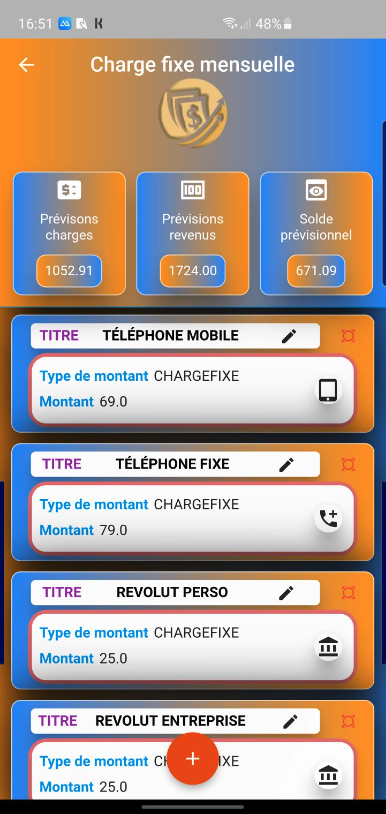 16:51 48%
Charge fixe mensuelle
$
Prévisons
charges
1052.91
100
Prévisions
revenus
1724.00
Solde
prévisionnel
671.09
TITRE TÉLÉPHONE MOBILE
Type de montant CHARGEFIXE
Montant 69.0
TITRE TÉLÉPHONE FIXE
Type de montant CHARGEFIXE
Montant 79.0
TITRE REVOLUT PERSO
Type de montant CHARGEFIXE
Montant 25.0
TITRE REVOLUT ENTREPRISE
Type de montant CH XE
Montant 25.0